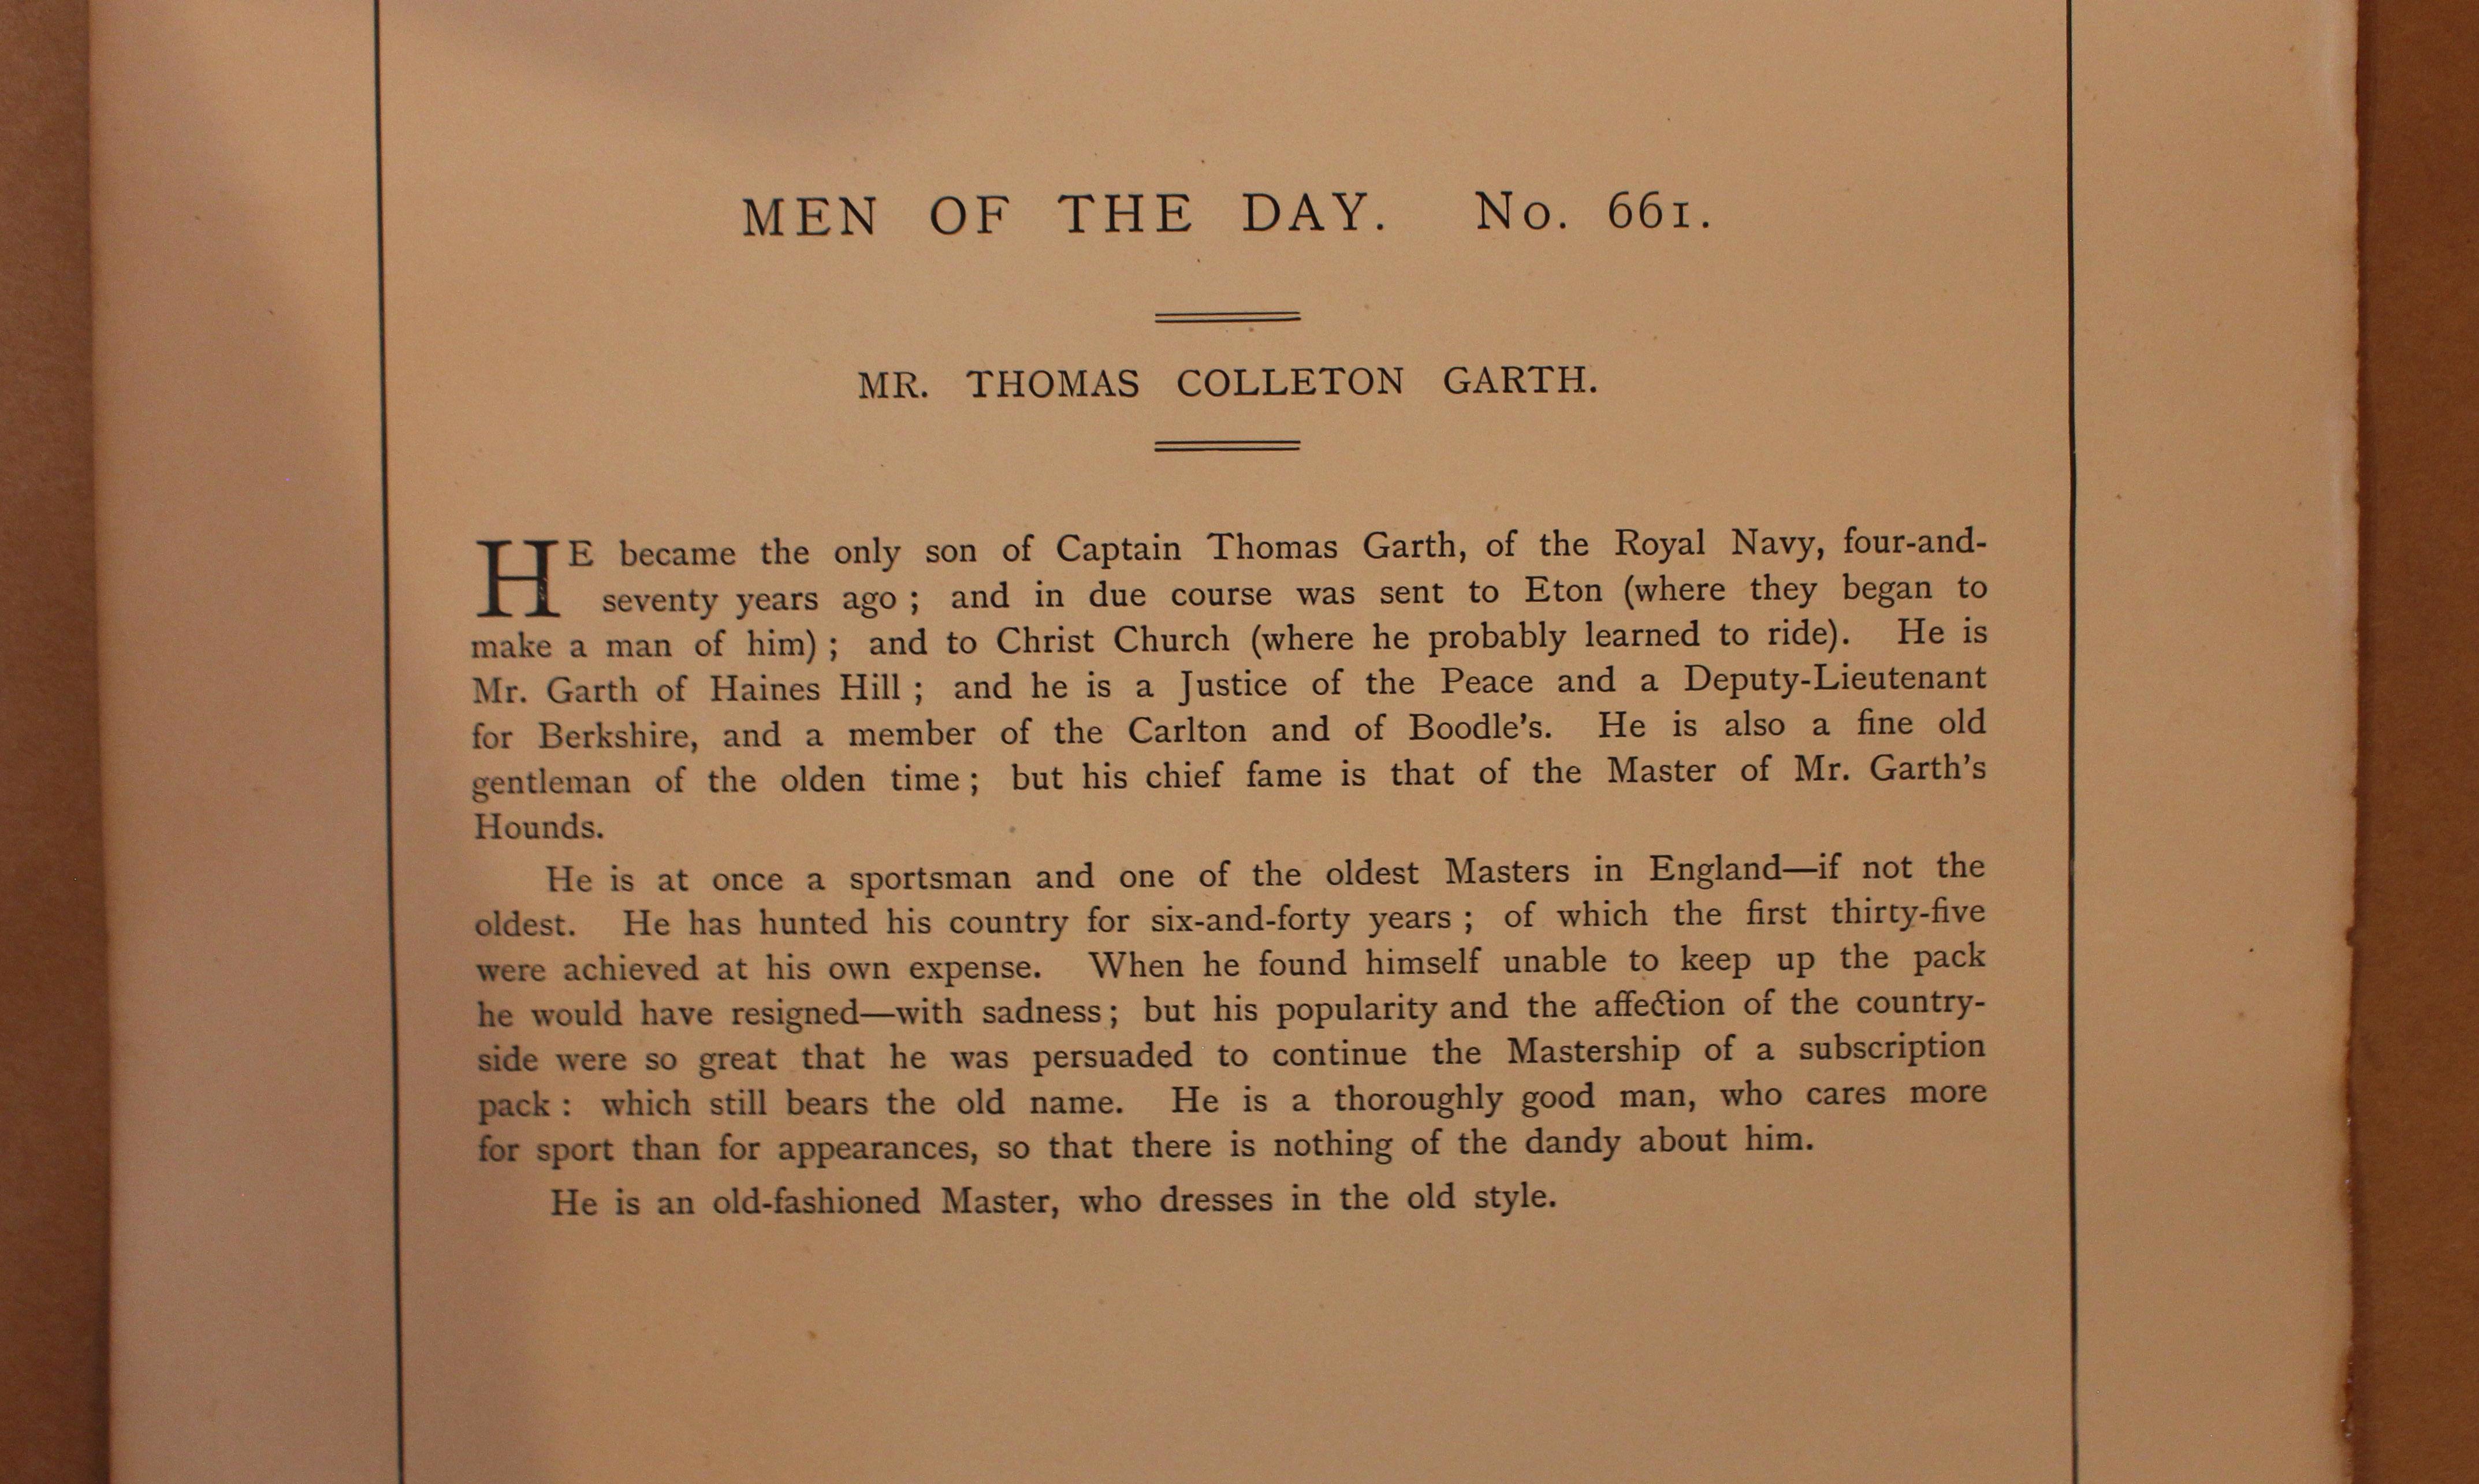 MEN OF THE DAY. No. 661.
MR. THOMAS COLLETON GARTH.
HE became the only son of Captain Thomas Garth, of the Royal Navy, four-and-
seventy years ago ; and in due course was sent to Eton (where they began to
make a man of him) ; and to Christ Church (where he probably learned to ride). He is
Mr. Garth of Haines Hill ; and he is a Justice of the Peace and a Deputy-Lieutenant
for Berkshire, and a member of the Carlton and of Boodle’s. He is also a fine old
gentleman of the olden time ; but his chief fame is that of the Master of Mr. Garth’s
Hounds.
He is at once a sportsman and one of the oldest Masters in England—if not the
oldest. He has hunted his country for six-and-forty years ; of which the first thirty-five
were achieved at his own expense. When he found himself unable to keep up the pack
he would have resigned—with sadness ; but his popularity and the affection of the country-
side were so great that he was persuaded to continue the Mastership of a subscription
pack : which still bears the old name. He is a thoroughly good man, who cares more
for sport than for appearances, so that there is nothing of the dandy about him.
He is an old-fashioned Master, who dresses in the old style.